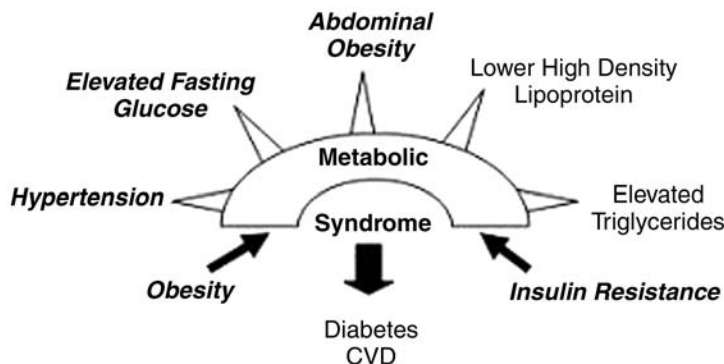 Abdominal
Obesity
Elevated Fasting
Glucose
Lower High Density
Lipoprotein
Metabolic
Hypertension
Elevated
Triglycerides
Syndrome
Obesity
Insulin Resistance
Diabetes
CVD